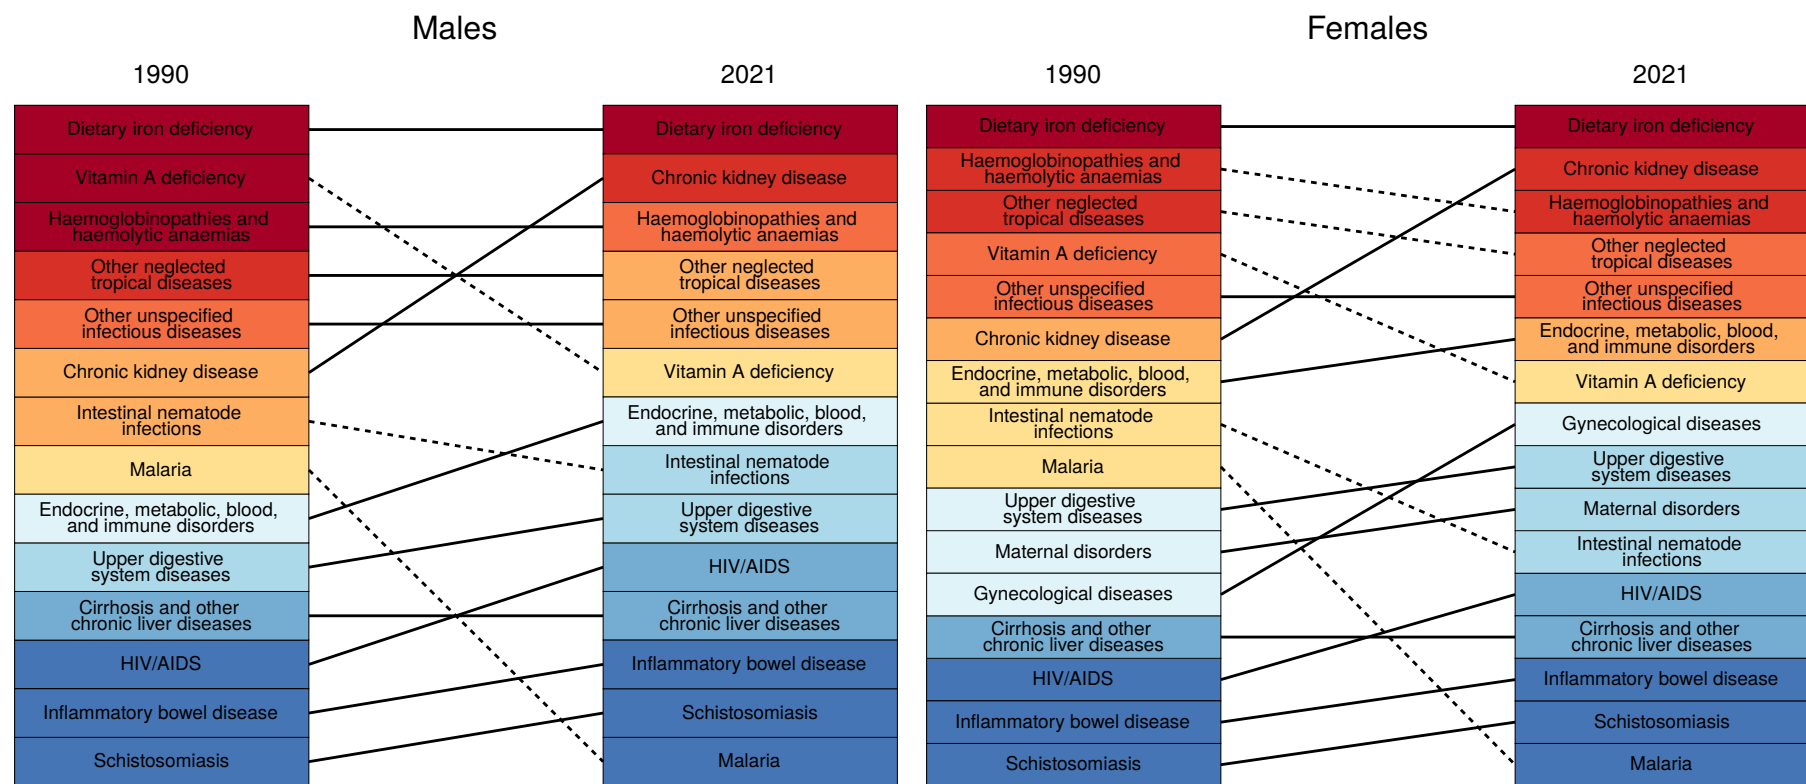 Males
1990
2021
Dietary iron deficiency
Vitamin A deficiency
Haemoglobinopathies and
haemolytic anaemias
Other neglected
tropical diseases
Other unspecified
infectious diseases
Chronic kidney disease
Intestinal nematode
infections
Malaria
Endocrine, metabolic, blood,
and immune disorders
Upper digestive
system diseases
Cirrhosis and other
chronic liver diseases
HIV/AIDS
Inflammatory bowel disease
Schistosomiasis
Dietary iron deficiency
Chronic kidney disease
Haemoglobinopathies and
haemolytic anaemias
Other neglected
tropical diseases
Other unspecified
infectious diseases
Vitamin A deficiency
Endocrine, metabolic, blood,
and immune disorders
Intestinal nematode
infections
Upper digestive
system diseases
HIV/AIDS
Cirrhosis and other
chronic liver diseases
Inflammatory bowel disease
Schistosomiasis
Malaria
Females
1990
2021
Dietary iron deficiency
Haemoglobinopathies and
haemolytic anaemias
Other neglected
tropical diseases
Vitamin A deficiency
Other unspecified
infectious diseases
Chronic kidney disease
Endocrine, metabolic, blood,
and immune disorders
Intestinal nematode
infections
Malaria
Upper digestive
system diseases
Maternal disorders
Gynecological diseases
Cirrhosis and other
chronic liver diseases
HIV/AIDS
Inflammatory bowel disease
Schistosomiasis
Dietary iron deficiency
Chronic kidney disease
Haemoglobinopathies and
haemolytic anaemias
Other neglected
tropical diseases
Other unspecified
infectious diseases
Endocrine, metabolic, blood,
and immune disorders
Vitamin A deficiency
Gynecological diseases
Upper digestive
system diseases
Maternal disorders
Intestinal nematode
infections
HIV/AIDS
Cirrhosis and other
chronic liver diseases
Inflammatory bowel disease
Schistosomiasis
Malaria